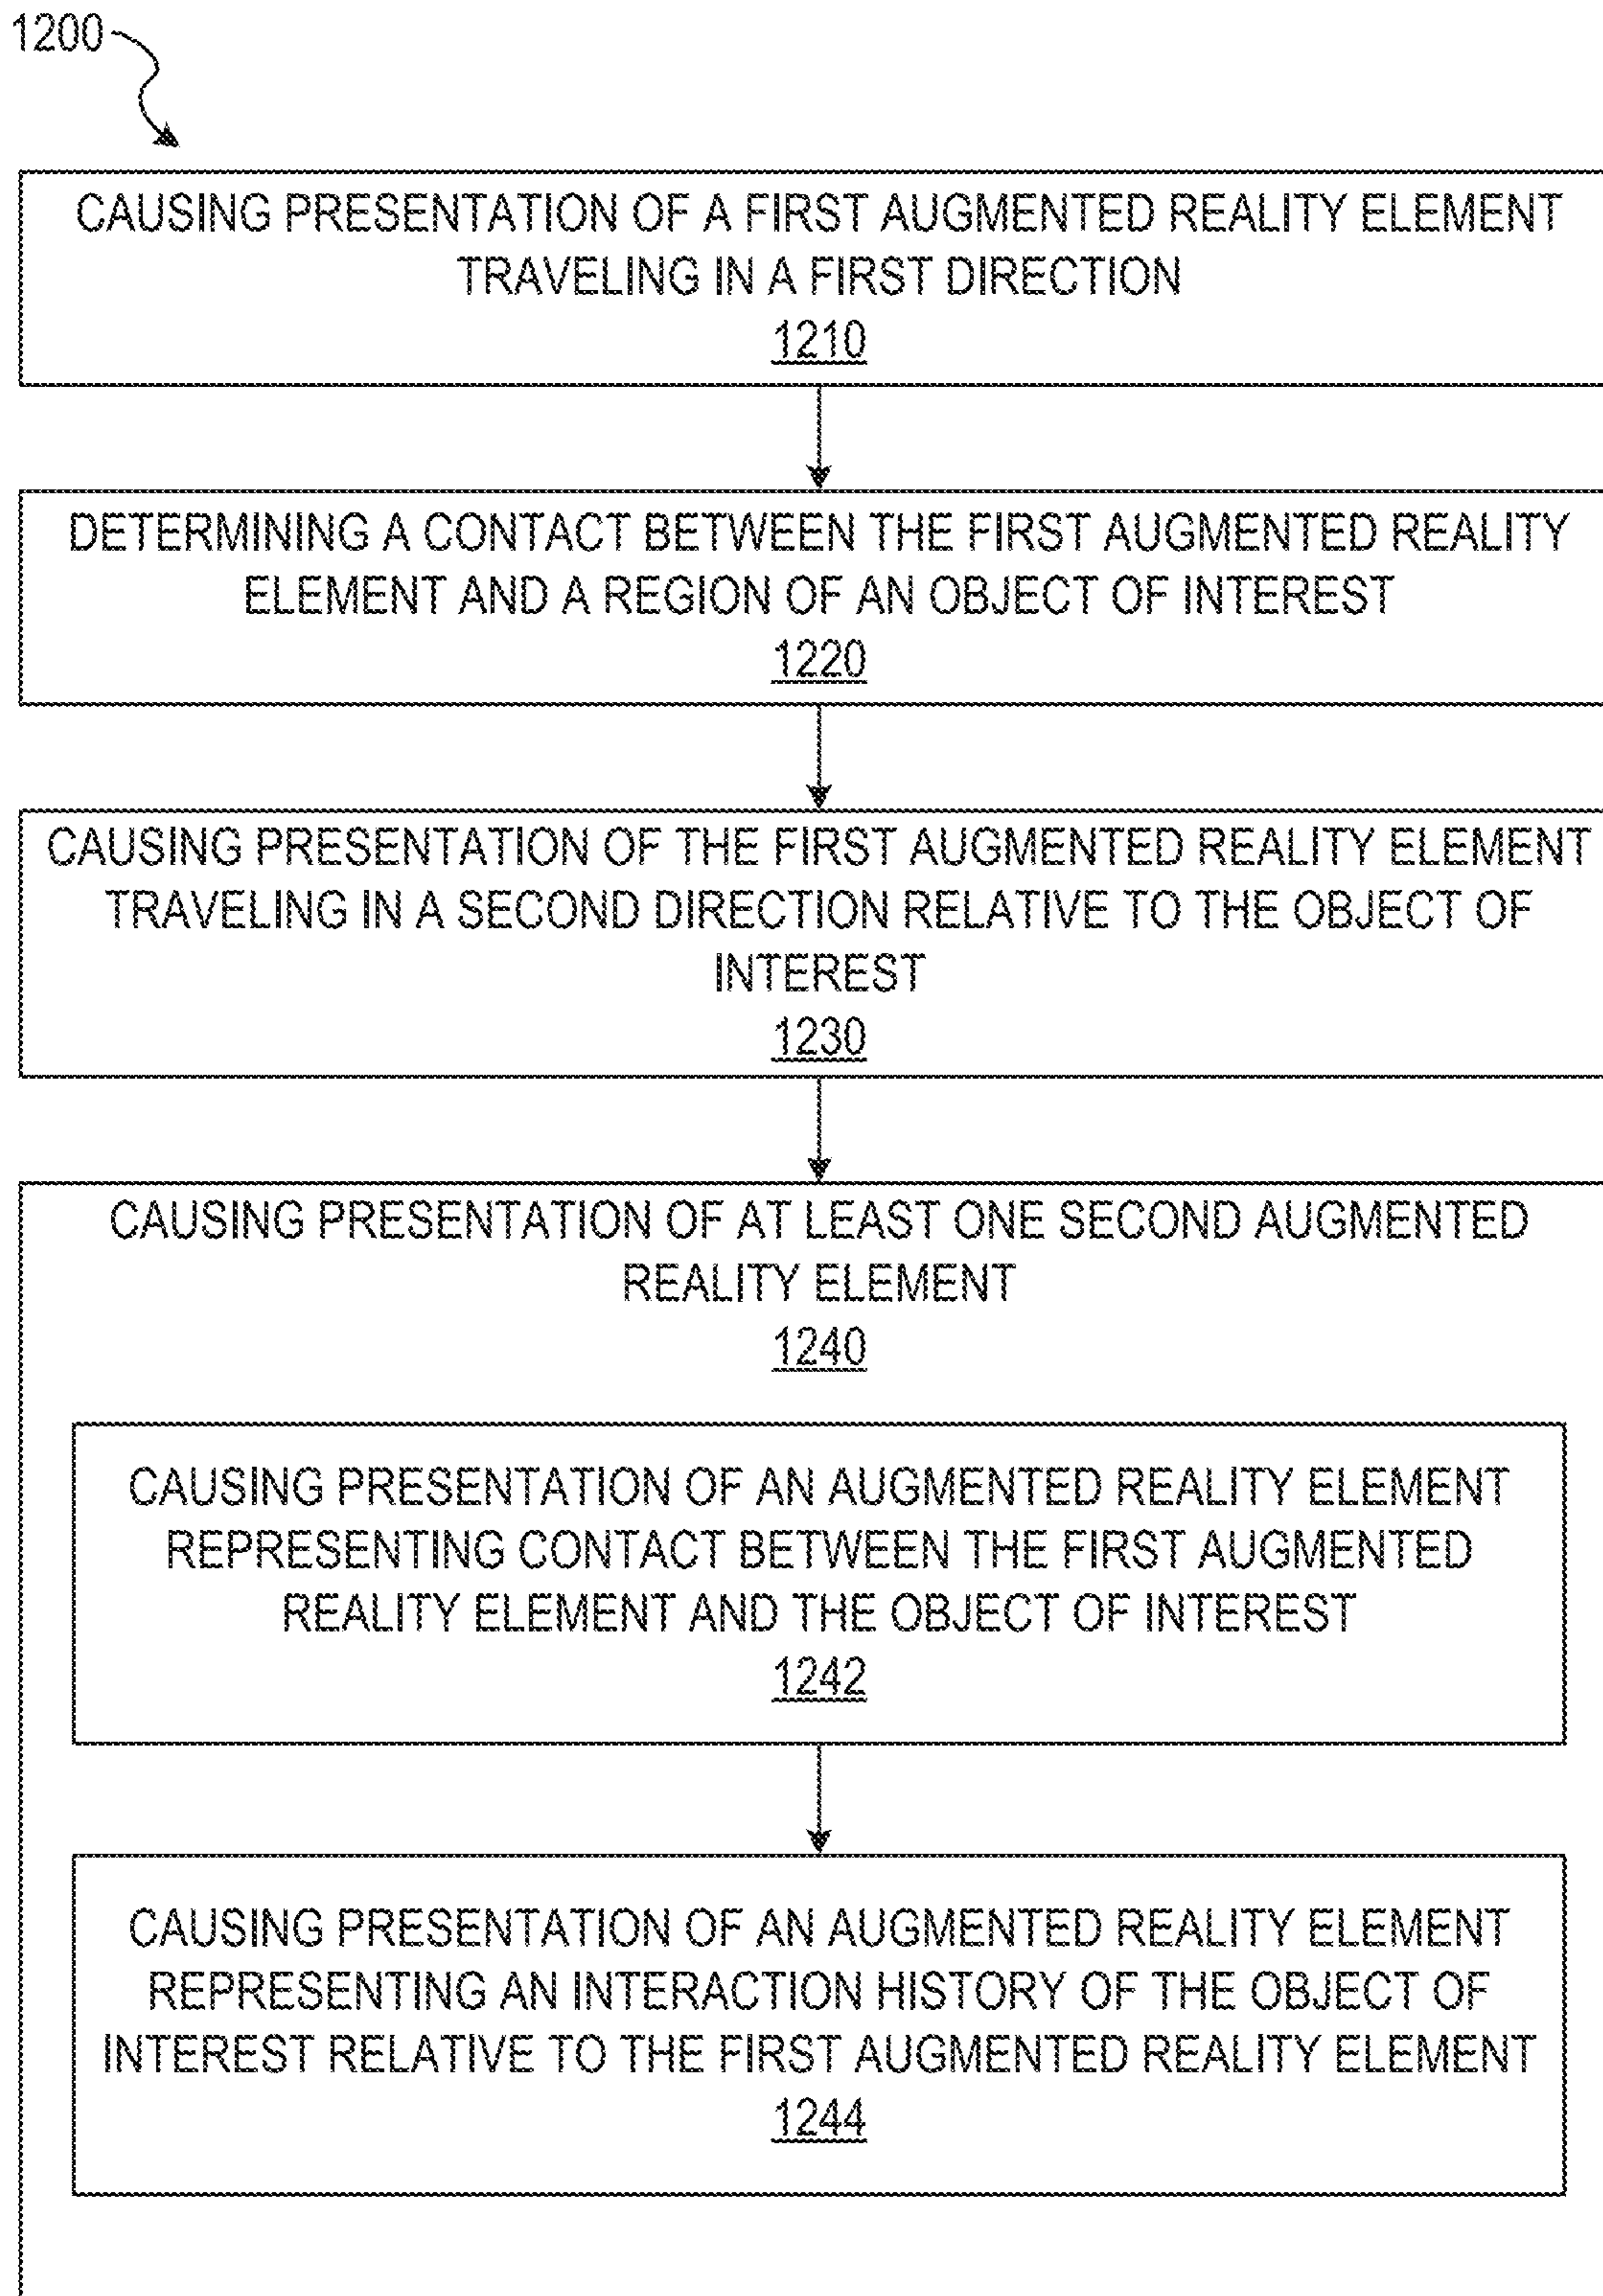 1200
CAUSING PRESENTATION OF A FIRST AUGMENTED REALITY ELEMENT
TRAVELING IN A FIRST DIRECTION
1210
DETERMINING A CONTACT BETWEEN THE FIRST AUGMENTED REALITY
ELEMENT AND A REGION OF AN OBJECT OF INTEREST
1220
CAUSING PRESENTATION OF THE FIRST AUGMENTED REALITY ELEMENT
TRAVELING IN A SECOND DIRECTION RELATIVE TO THE OBJECT OF
INTEREST
1230
CAUSING PRESENTATION OF AT LEAST ONE SECOND AUGMENTED
REALITY ELEMENT
1240
CAUSING PRESENTATION OF AN AUGMENTED REALITY ELEMENT
REPRESENTING CONTACT BETWEEN THE FIRST AUGMENTED
REALITY ELEMENT AND THE OBJECT OF INTEREST
1242
CAUSING PRESENTATION OF AN AUGMENTED REALITY ELEMENT
REPRESENTING AN INTERACTION HISTORY OF THE OBJECT OF
INTEREST RELATIVE TO THE FIRST AUGMENTED REALITY ELEMENT
1244